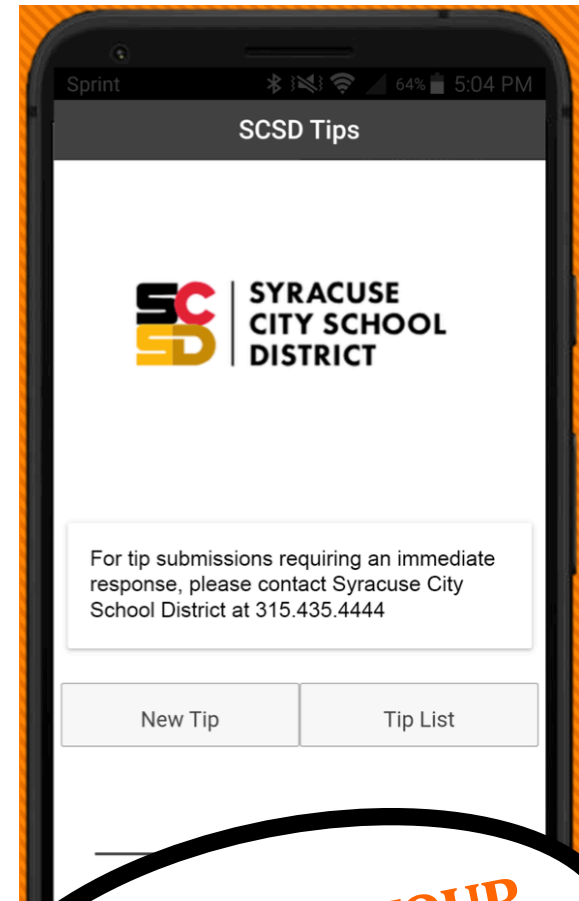 Sprint 64% 5:04 PM
SCSD Tips
SC
SD
SYRACUSE
CITY SCHOOL
DISTRICT
For tip submissions requiring an immediate
response, please contact Syracuse City
School District at 315.435.4444
New Tip Tip List